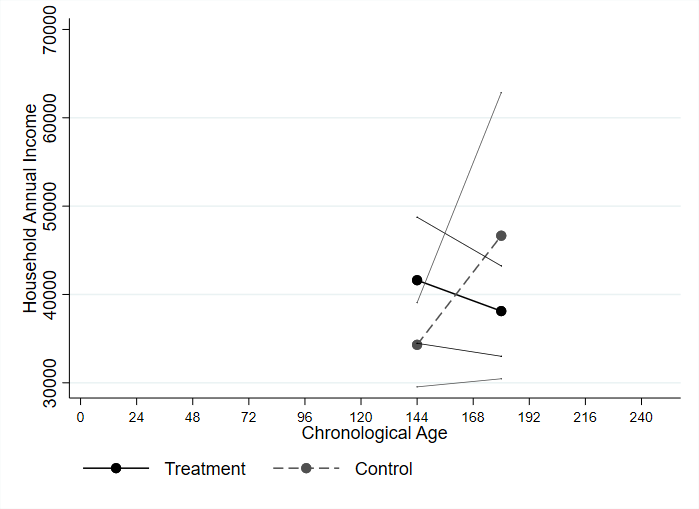 70000
60000
50000
40000
30000
Household Annual Income
0 24 48 72 96 120 144 168 192 216 240
Chronological Age
Treatment Control